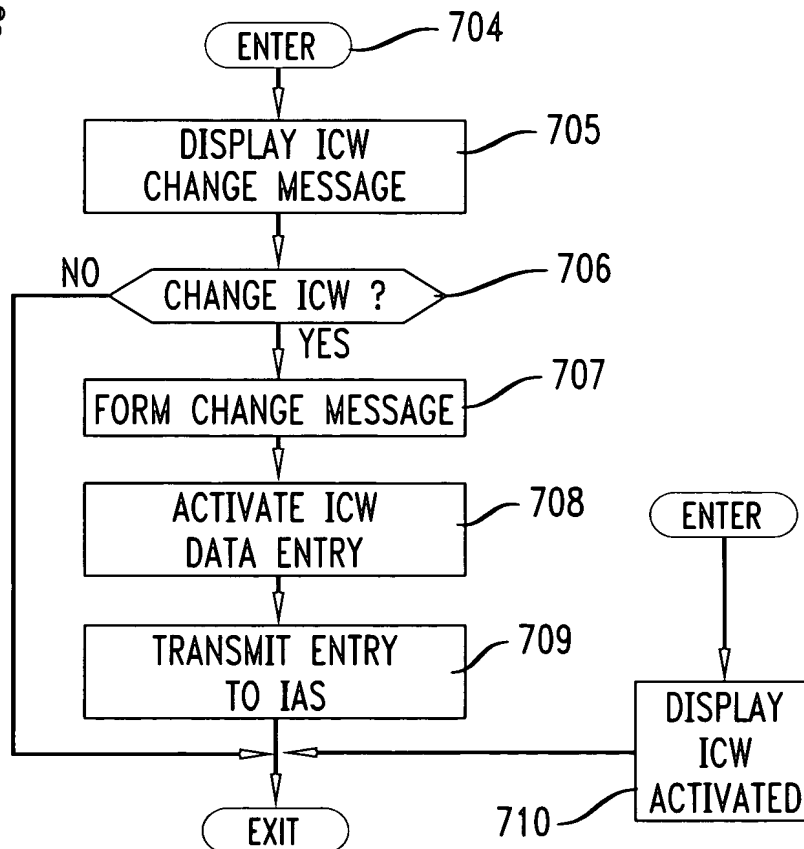 ENTER
704
DISPLAY ICW
CHANGE MESSAGE
705
NO
CHANGE ICW ?
706
YES
FORM CHANGE MESSAGE
707
ACTIVATE ICW
DATA ENTRY
708
ENTER
TRANSMIT ENTRY
TO IAS
709
DISPLAY
ICW
ACTIVATED
710
EXIT